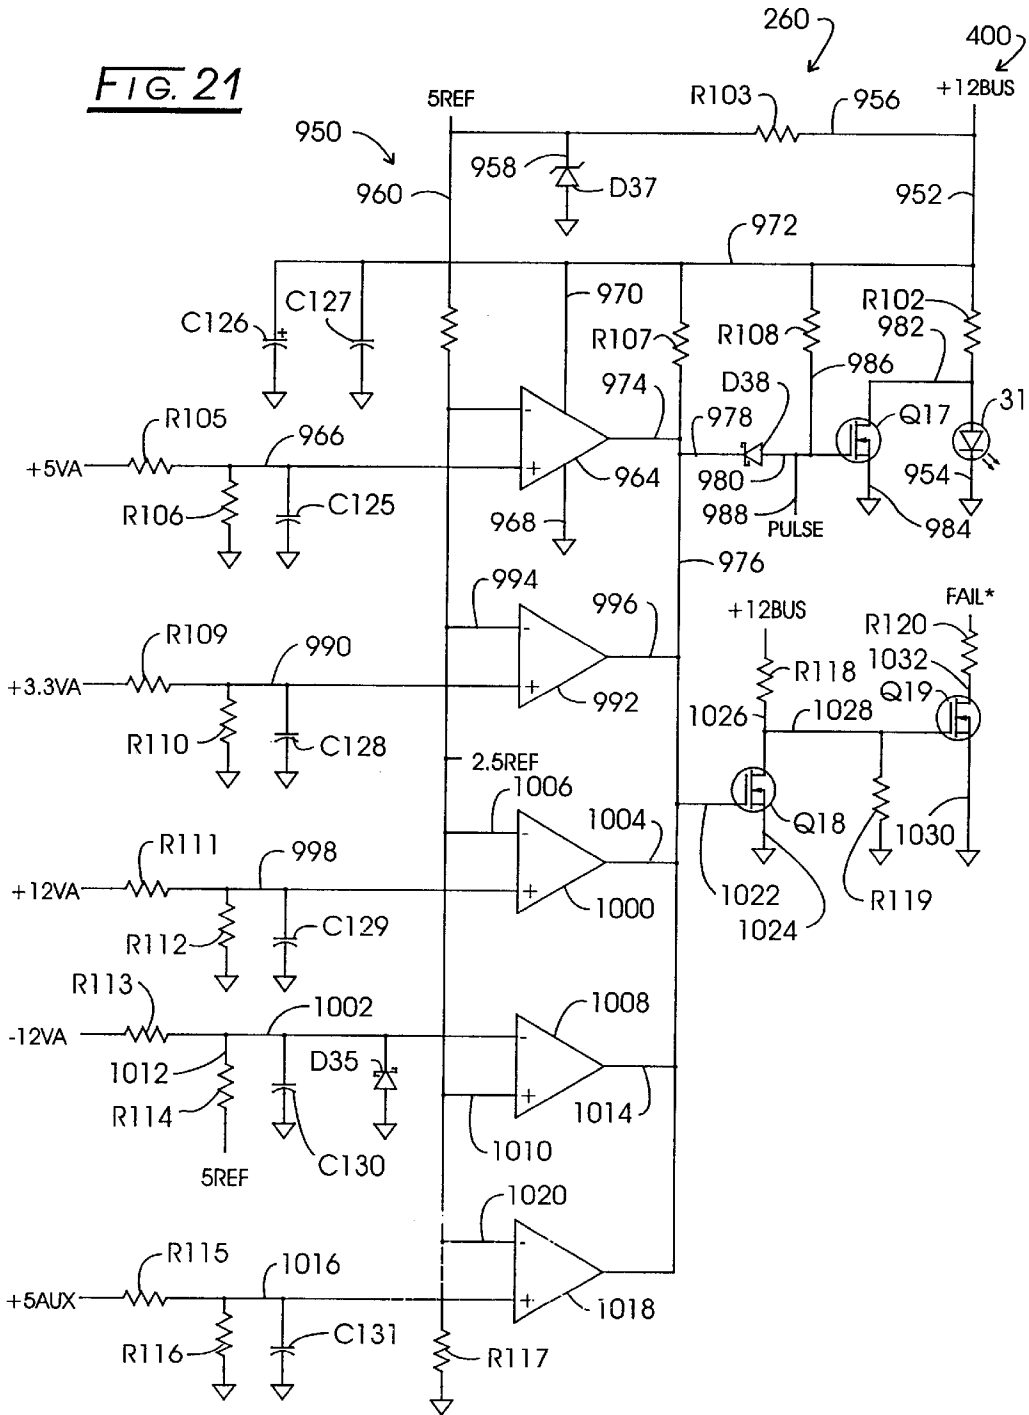 FIG. 21
260
400
+12BUS
5REF
R103
956
950
958
D37
960
952
972
C126
+
C127
970
R107
R108
R102
982
974
D38
986
Q17
31
R105
966
-
978
+5VA
+
964
980
954
R106
C125
968
988
984
PULSE
976
994
996
+12BUS
FAIL*
R109
990
-
R120
R118
1032
+3.3VA
+
992
1026
1028
Q19
R110
C128
2.5REF
1006
1004
Q18
1030
R111
998
-
+12VA
+
1000
1022
R119
R112
C129
1024
R113
1002
1008
-12VA
-
1012
D35
R114
+
1014
C130
1010
5REF
1020
R115
1016
-
+5AUX
+
1018
R116
C131
R117